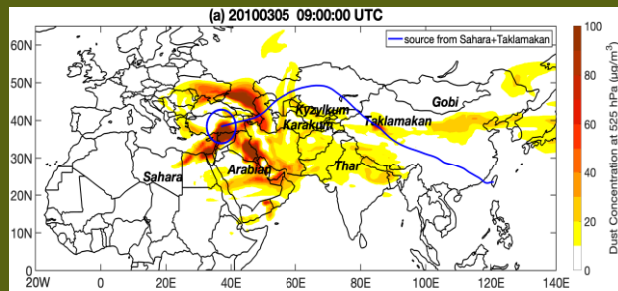 (a) 20100305 09:00:00 UTC
source from Sahara+Taklamakan
60N
50N
40N
30N
20N
10N
0
20W
0
20E
40E
60E
80E
100E
120E
140E
Gobi
Kyzylkum
Karakum
Taklamakan
Thar
Arabian
Sahara
100
80
60
40
20
0
Dust Concentration at 525 hPa (μg/m³)